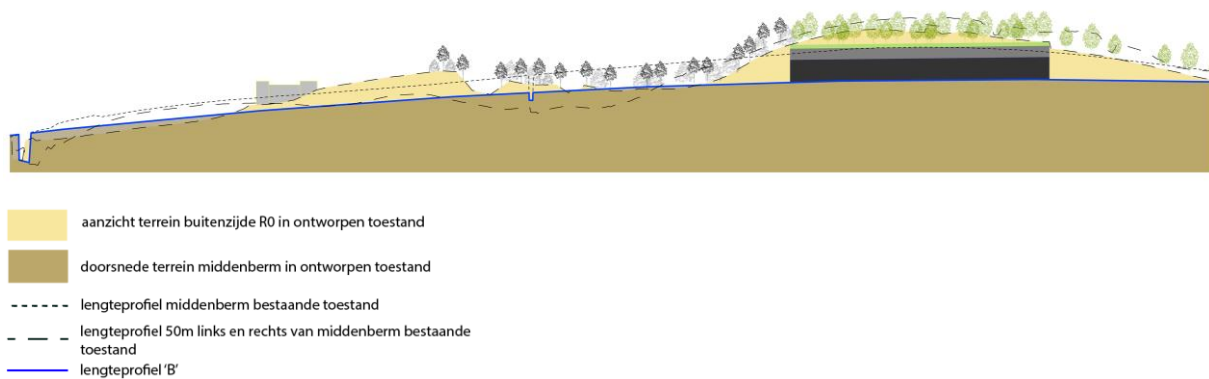 aanzicht terrein buitenzijde R0 in ontworpen toestand
doorsnede terrein middenberm in ontworpen toestand
lengteprofiel middenberm bestaande toestand
lengteprofiel 50m links en rechts van middenberm bestaande
toestand
lengteprofiel 'B'